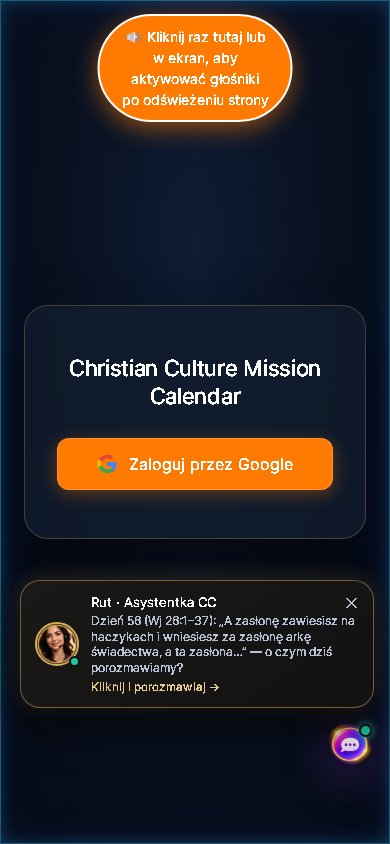 Kliknij raz tutaj lub
w ekran, aby
aktywować głośniki
po odświeżeniu strony
Christian Culture Mission
Calendar
Zaloguj przez Google
Rut · Asystentka CC
Dzień 56 (Wj 28:1–37): „A zasłonę zawiesisz na
haczykach i wniesiesz za zasłonę arkę
świadectwa, a ta zasłona…” — o czym dziś
porozmawiamy?
Kliknij i porozmawiaj →